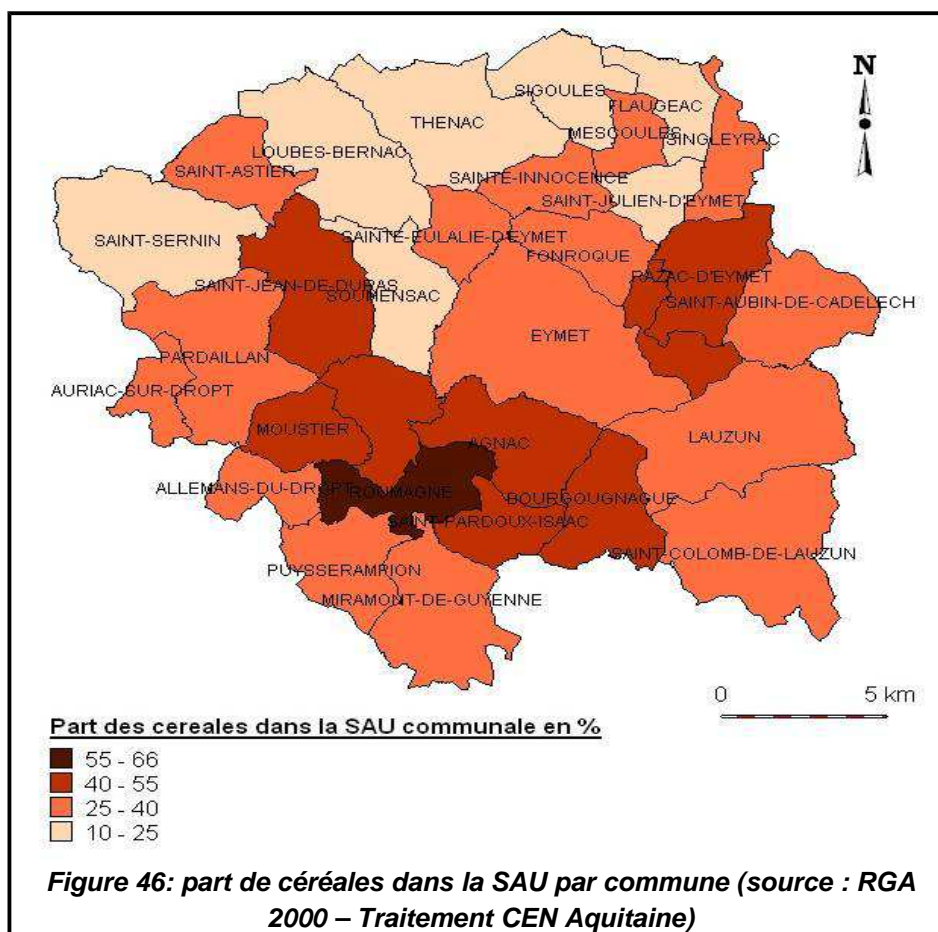 N
SIGOULES
FLAUGEAC
THENAC
MESCOULES
SINGLEYRAC
LOUBES-BERNAC
SAINT-ASTIER
SAINTE-INNOCENCE
SAINT-JULIEN-D'EYMET
SAINT-SERNIN
SAINTE-EULALIE-D'EYMET
FONROQUE
RAZAC-D'EYMET
SAINT-JEAN-DE-DURAS
SOUMENSAC
SAINT-AUBIN-DE-CADELECH
EYMET
PARDAILLAN
AURIAC-SUR-DROPT
MOUSTIER
AGNAC
LAUZUN
ALLEMANS-DU-DROPT
ROUMAGNE
BOURGOUGNAGUE
SAINT-PARDOUX-ISAAC
SAINT-COLOMB-DE-LAUZUN
PUYSSERAMPION
MIRAMONT-DE-GUYENNE
0 5 km
Part des cereales dans la SAU communale en %
55 - 66
40 - 55
25 - 40
10 - 25
Figure 46: part de céréales dans la SAU par commune (source : RGA
2000 – Traitement CEN Aquitaine)